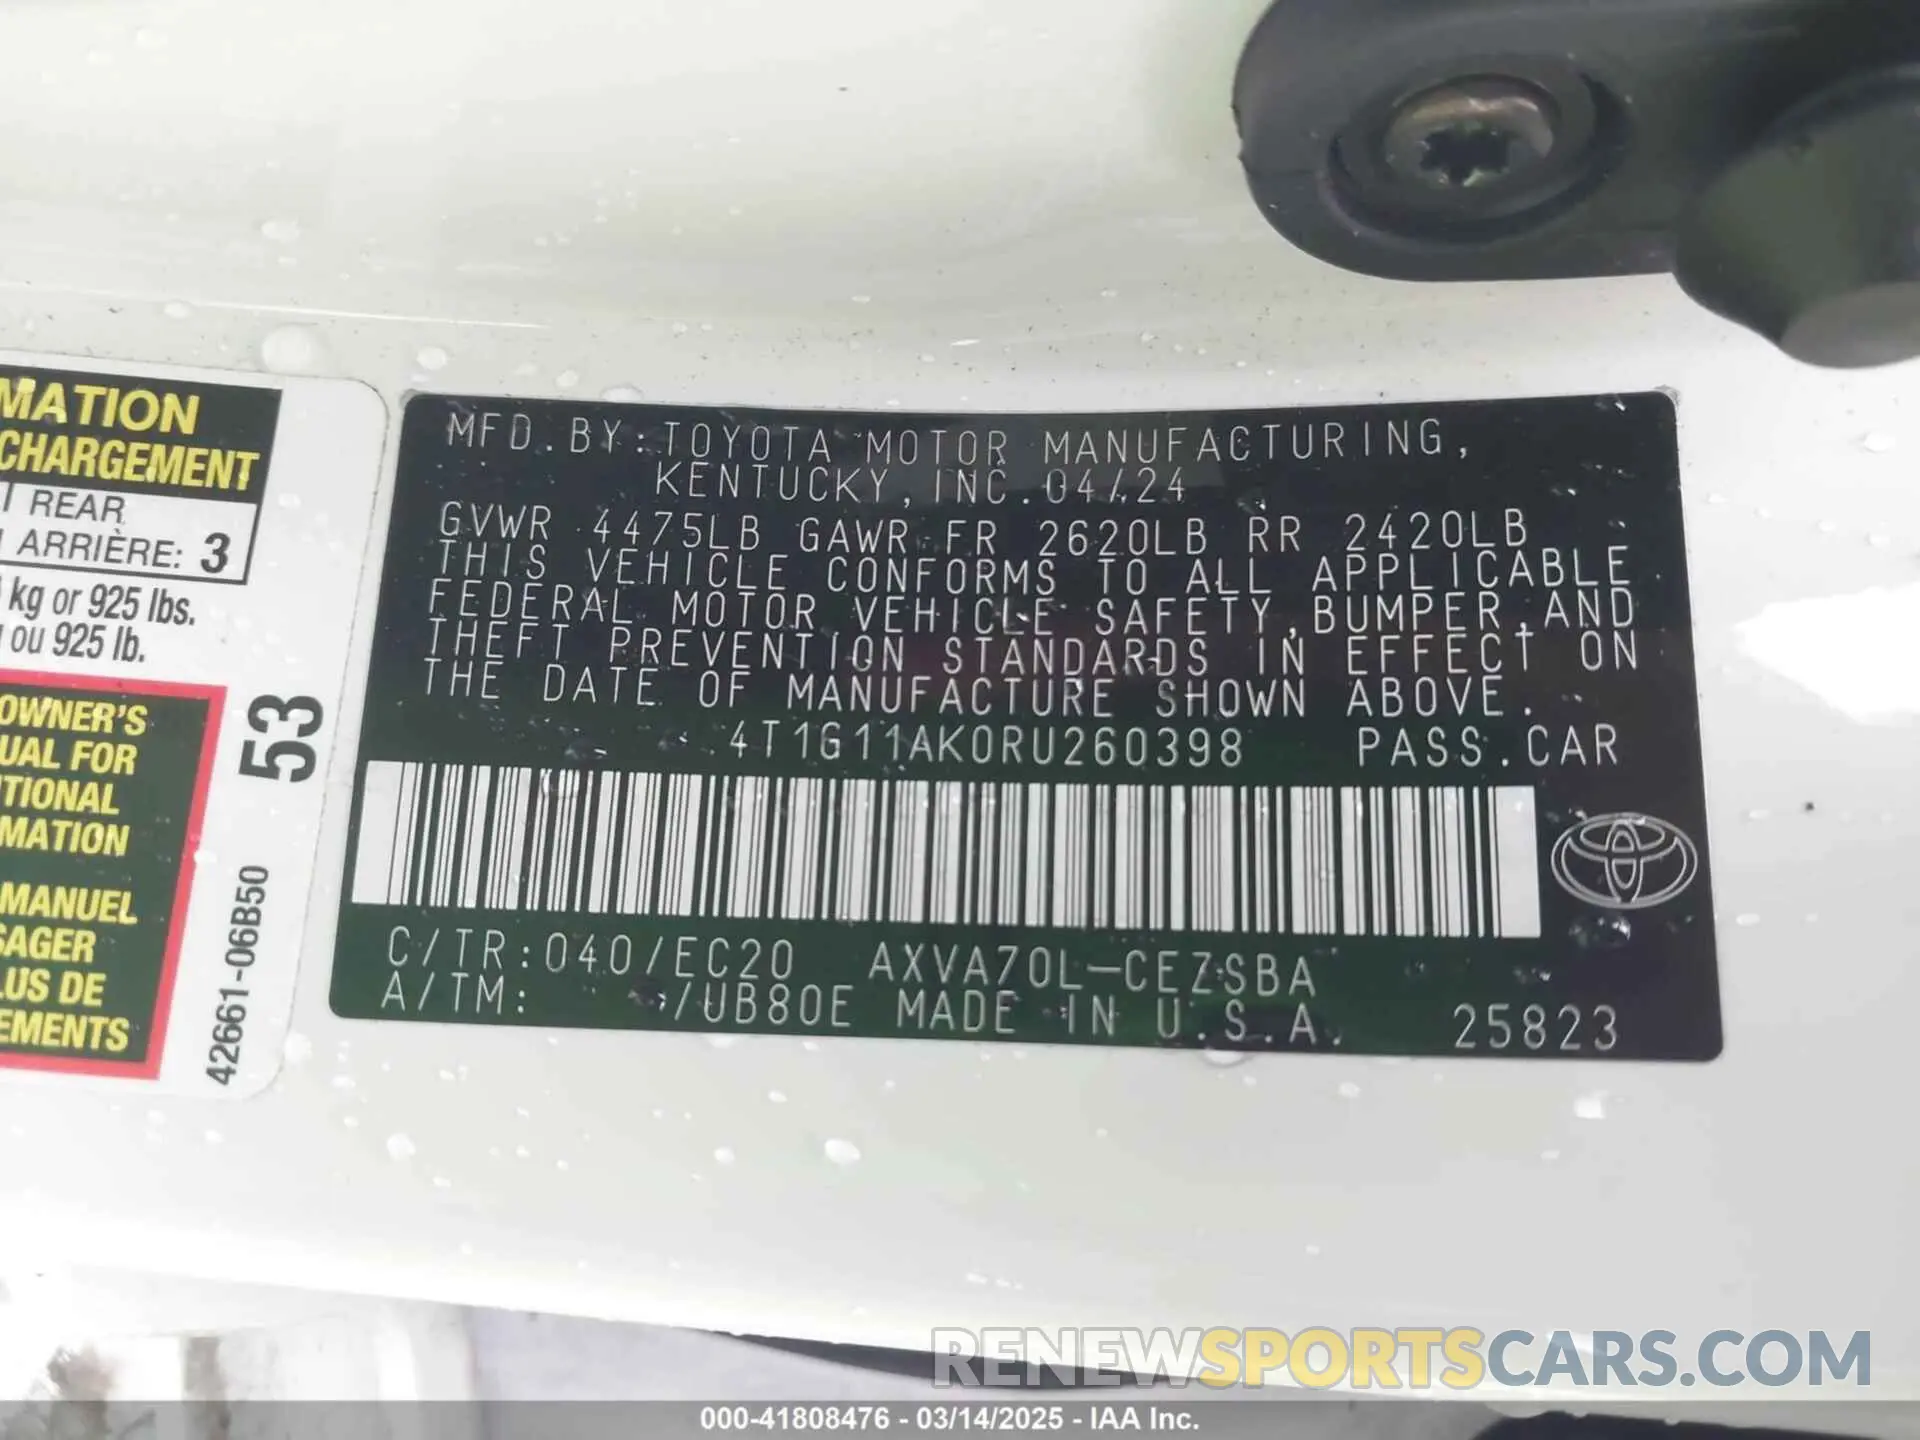 MATION
CHARGEMENT
REAR
ARRIÈRE: 3
kg or 925 lbs.
ou 925 lb.
OWNER'S
UAL FOR
TIONAL
MATION
MANUEL
SAGER
LUS DE
EMENTS
53
42661-06B50
MFD.BY:TOYOTA MOTOR MANUFACTURING,
KENTUCKY,INC.04/24
GVWR 4475LB GAWR FR 2620LB RR 2420LB
THIS VEHICLE CONFORMS TO ALL APPLICABLE
FEDERAL MOTOR VEHICLE SAFETY,BUMPER,AND
THEFT PREVENTION STANDARDS IN EFFECT ON
THE DATE OF MANUFACTURE SHOWN ABOVE.
4T1G11AK0RU260398 PASS.CAR
C/TR:040/EC20 AXVA70L-CEZSBA
A/TM: /UB80E MADE IN U.S.A. 25823
RENEWSPORTSCARS.COM
000-41808476 - 03/14/2025 - IAA Inc.